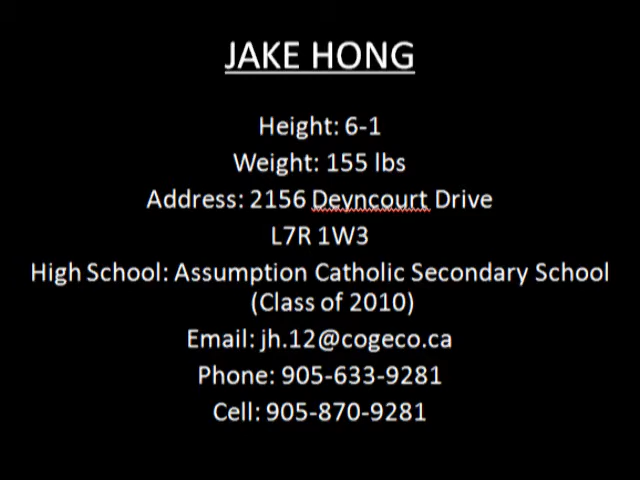 JAKE HONG
Height: 6-1
Weight: 155 lbs
Address: 2156 Deyncourt Drive
L7R 1W3
High School: Assumption Catholic Secondary School
(Class of 2010)
Email: jh.12@cogeco.ca
Phone: 905-633-9281
Cell: 905-870-9281